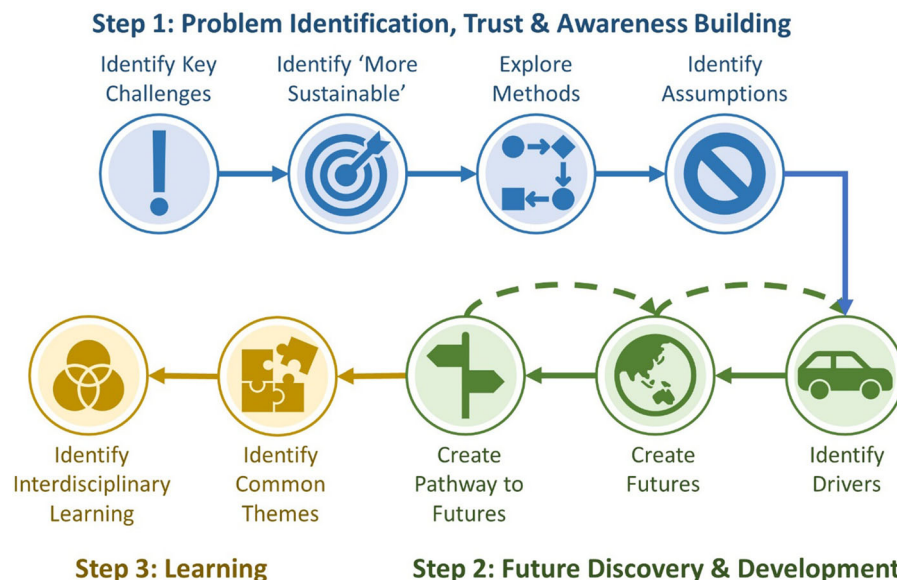 Step 1: Problem Identification, Trust & Awareness Building
Identify Key
Challenges
Identify ‘More
Sustainable’
Explore
Methods
Identify
Assumptions
Identify
Interdisciplinary
Learning
Identify
Common
Themes
Create
Pathway to
Futures
Create
Futures
Identify
Drivers
Step 3: Learning
Step 2: Future Discovery & Development